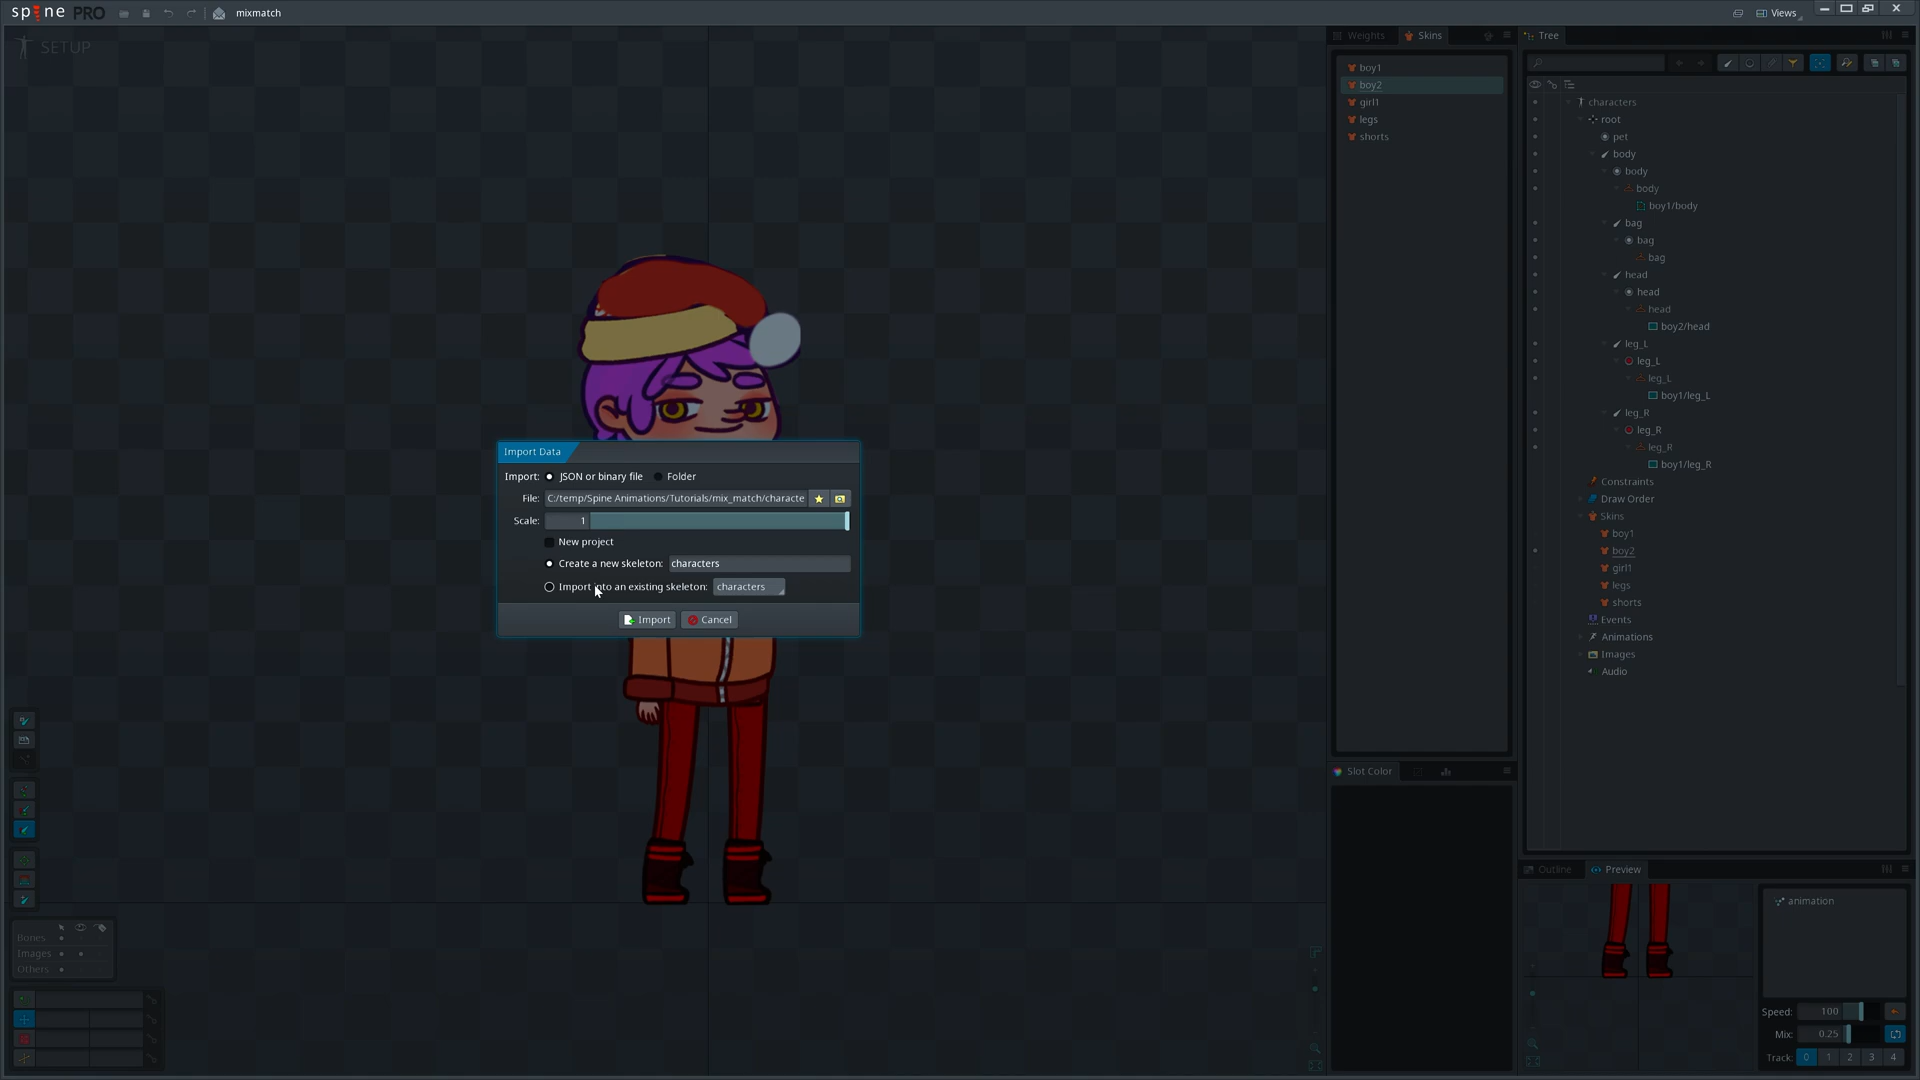 spine PRO
mixmatch
Views
SETUP
Weights
Skins
boy1
boy2
girl1
legs
shorts
Tree
characters
root
pet
body
body
body
boy1/body
bag
bag
bag
head
head
head
boy2/head
leg_L
leg_L
leg_L
boy1/leg_L
leg_R
leg_R
leg_R
boy1/leg_R
Constraints
Draw Order
Skins
boy1
boy2
girl1
legs
shorts
Events
Animations
Images
Audio
Import Data
Import: JSON or binary file Folder
File: C:/temp/Spine Animations/Tutorials/mix_match/characte
Scale: 1
New project
Create a new skeleton: characters
Import into an existing skeleton: characters
Import Cancel
Slot Color
Outline
Preview
animation
Speed: 100
Mix: 0.25
Track: 0 1 2 3 4
Bones
Images
Others